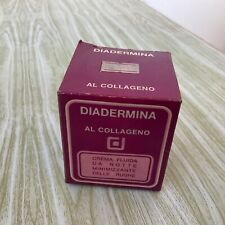 DIADERMINA
AL COLLAGENO
DIADERMINA
AL COLLAGENO
d
CREMA FLUIDA
DA NOTTE
MINIMIZZANTE
DELLE RUGHE